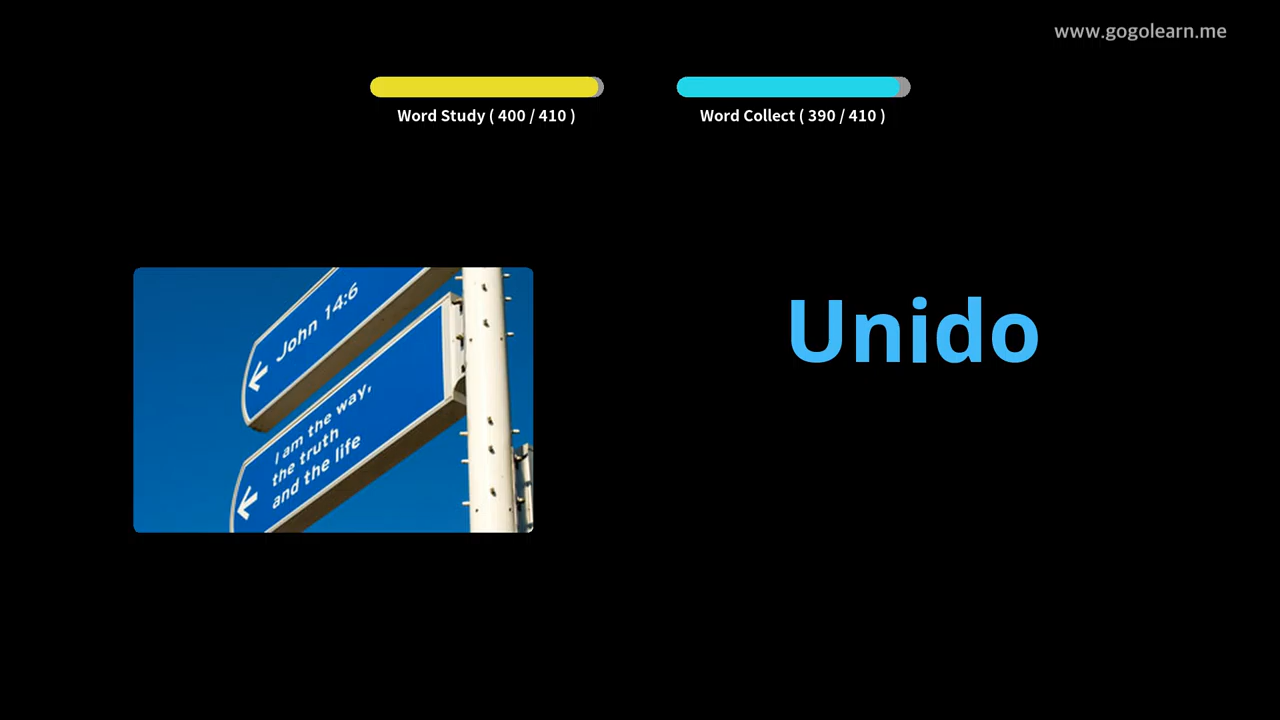 www.gogolearn.me
Word Study ( 400 / 410 )
Word Collect ( 390 / 410 )
John 14:6
I am the way,
the truth
and the life
Unido